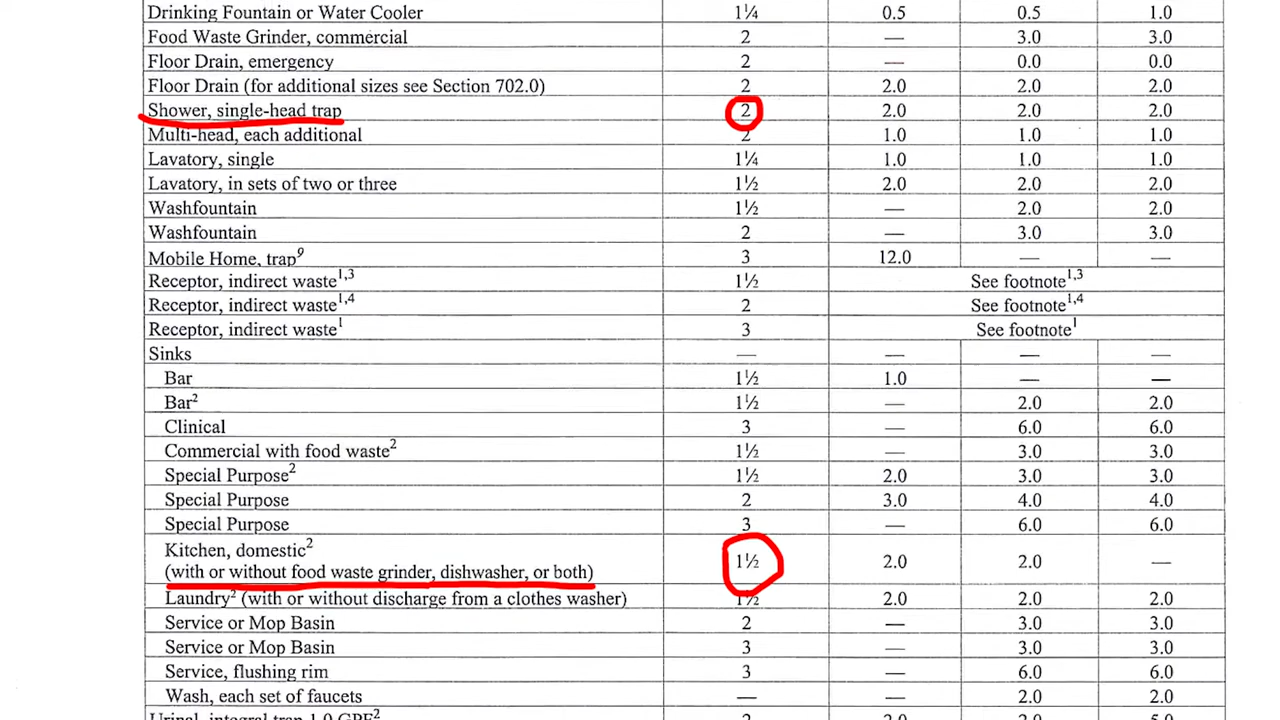 Drinking Fountain or Water Cooler 1¼ 0.5 0.5 1.0
Food Waste Grinder, commercial 2 — 3.0 3.0
Floor Drain, emergency 2 — 0.0 0.0
Floor Drain (for additional sizes see Section 702.0) 2 2.0 2.0 2.0
Shower, single-head trap 2 2.0 2.0 2.0
Multi-head, each additional 2 1.0 1.0 1.0
Lavatory, single 1¼ 1.0 1.0 1.0
Lavatory, in sets of two or three 1½ 2.0 2.0 2.0
Washfountain 1½ — 2.0 2.0
Washfountain 2 — 3.0 3.0
Mobile Home, trap⁹ 3 12.0 — —
Receptor, indirect waste¹,³ 1½ See footnote¹,³
Receptor, indirect waste¹,⁴ 2 See footnote¹,⁴
Receptor, indirect waste¹ 3 See footnote¹
Sinks — — — —
Bar 1½ 1.0 — —
Bar² 1½ — 2.0 2.0
Clinical 3 — 6.0 6.0
Commercial with food waste² 1½ — 3.0 3.0
Special Purpose² 1½ 2.0 3.0 3.0
Special Purpose 2 3.0 4.0 4.0
Special Purpose 3 — 6.0 6.0
Kitchen, domestic²
(with or without food waste grinder, dishwasher, or both) 1½ 2.0 2.0 —
Laundry² (with or without discharge from a clothes washer) 1½ 2.0 2.0 2.0
Service or Mop Basin 2 — 3.0 3.0
Service or Mop Basin 3 — 3.0 3.0
Service, flushing rim 3 — 6.0 6.0
Wash, each set of faucets — — 2.0 2.0
Urinal, integral trap 1.0 GPF² 2 2.0 2.0 5.0